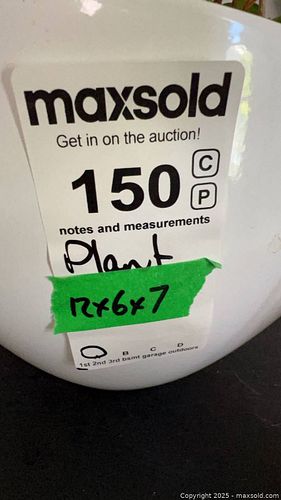 maxsold
Get in on the auction!
150 C
P
notes and measurements
Plant
12x6x7
B C D
1st 2nd 3rd bsmt garage outdoors
Copyright 2025 - maxsold.com